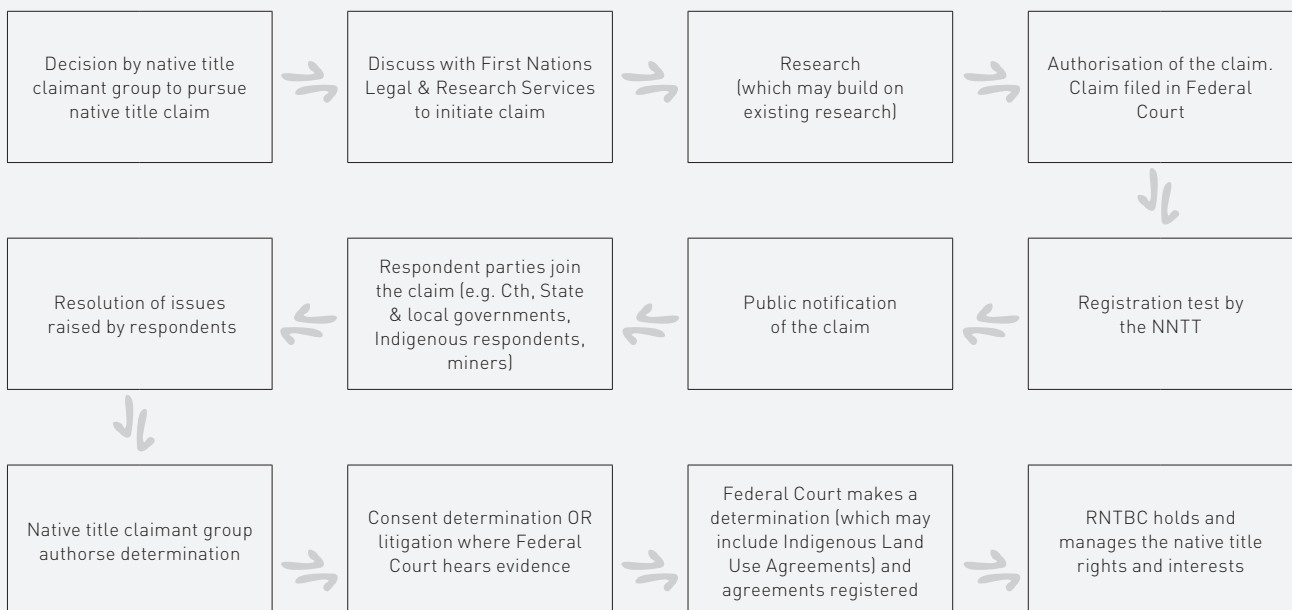 Decision by native title
claimant group to pursue
native title claim
Discuss with First Nations
Legal & Research Services
to initiate claim
Research
(which may build on
existing research)
Authorisation of the claim.
Claim filed in Federal
Court
Registration test by
the NNTT
Public notification
of the claim
Respondent parties join
the claim (e.g. Cth, State
& local governments,
Indigenous respondents,
miners)
Resolution of issues
raised by respondents
Native title claimant group
authorse determination
Consent determination OR
litigation where Federal
Court hears evidence
Federal Court makes a
determination (which may
include Indigenous Land
Use Agreements) and
agreements registered
RNTBC holds and
manages the native title
rights and interests